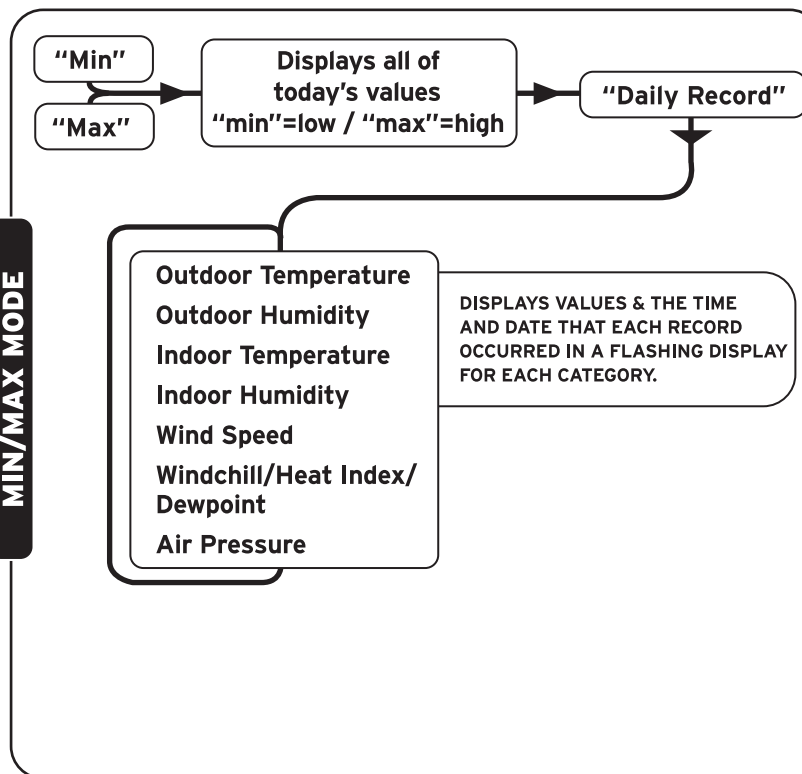 “Min”
“Max”
Displays all of
today's values
“min”=low / “max”=high
“Daily Record”
MIN/MAX MODE
Outdoor Temperature
Outdoor Humidity
Indoor Temperature
Indoor Humidity
Wind Speed
Windchill/Heat Index/
Dewpoint
Air Pressure
DISPLAYS VALUES & THE TIME
AND DATE THAT EACH RECORD
OCCURRED IN A FLASHING DISPLAY
FOR EACH CATEGORY.